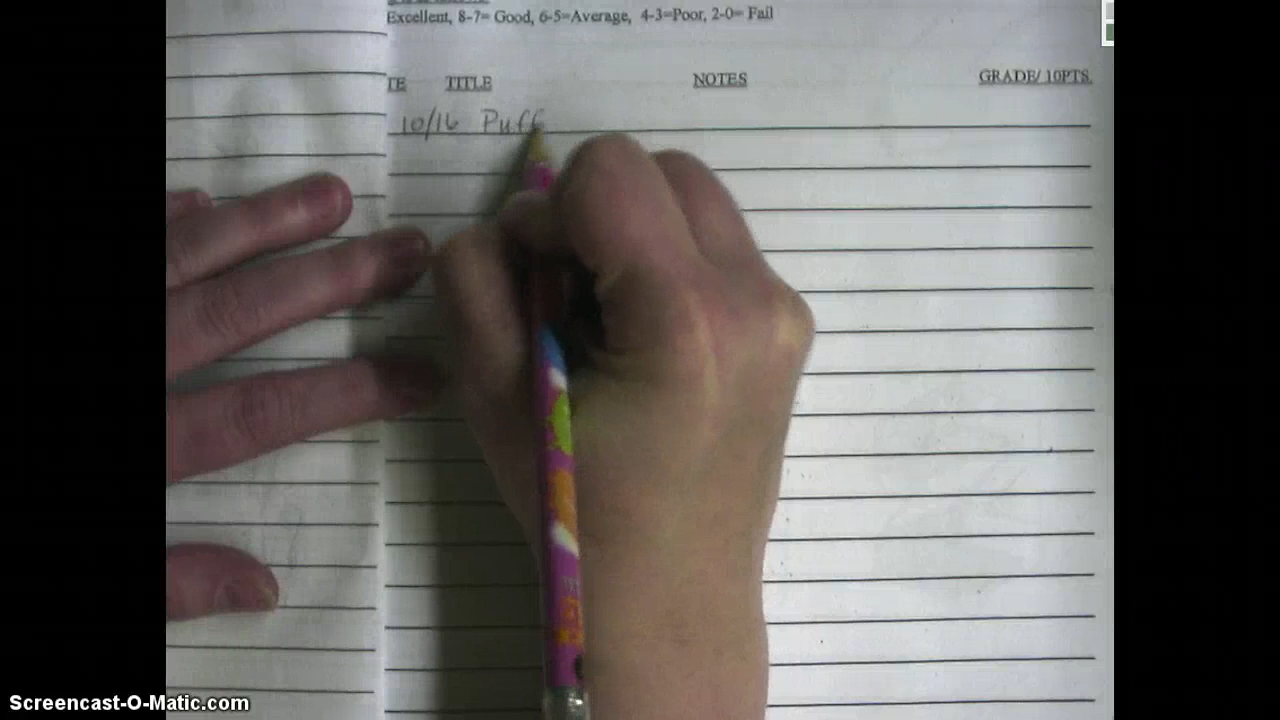 Excellent, 8-7= Good, 6-5=Average, 4-3=Poor, 2-0= Fail
TE TITLE NOTES GRADE/ 10PTS.
10/16 Puff
Screencast-O-Matic.com